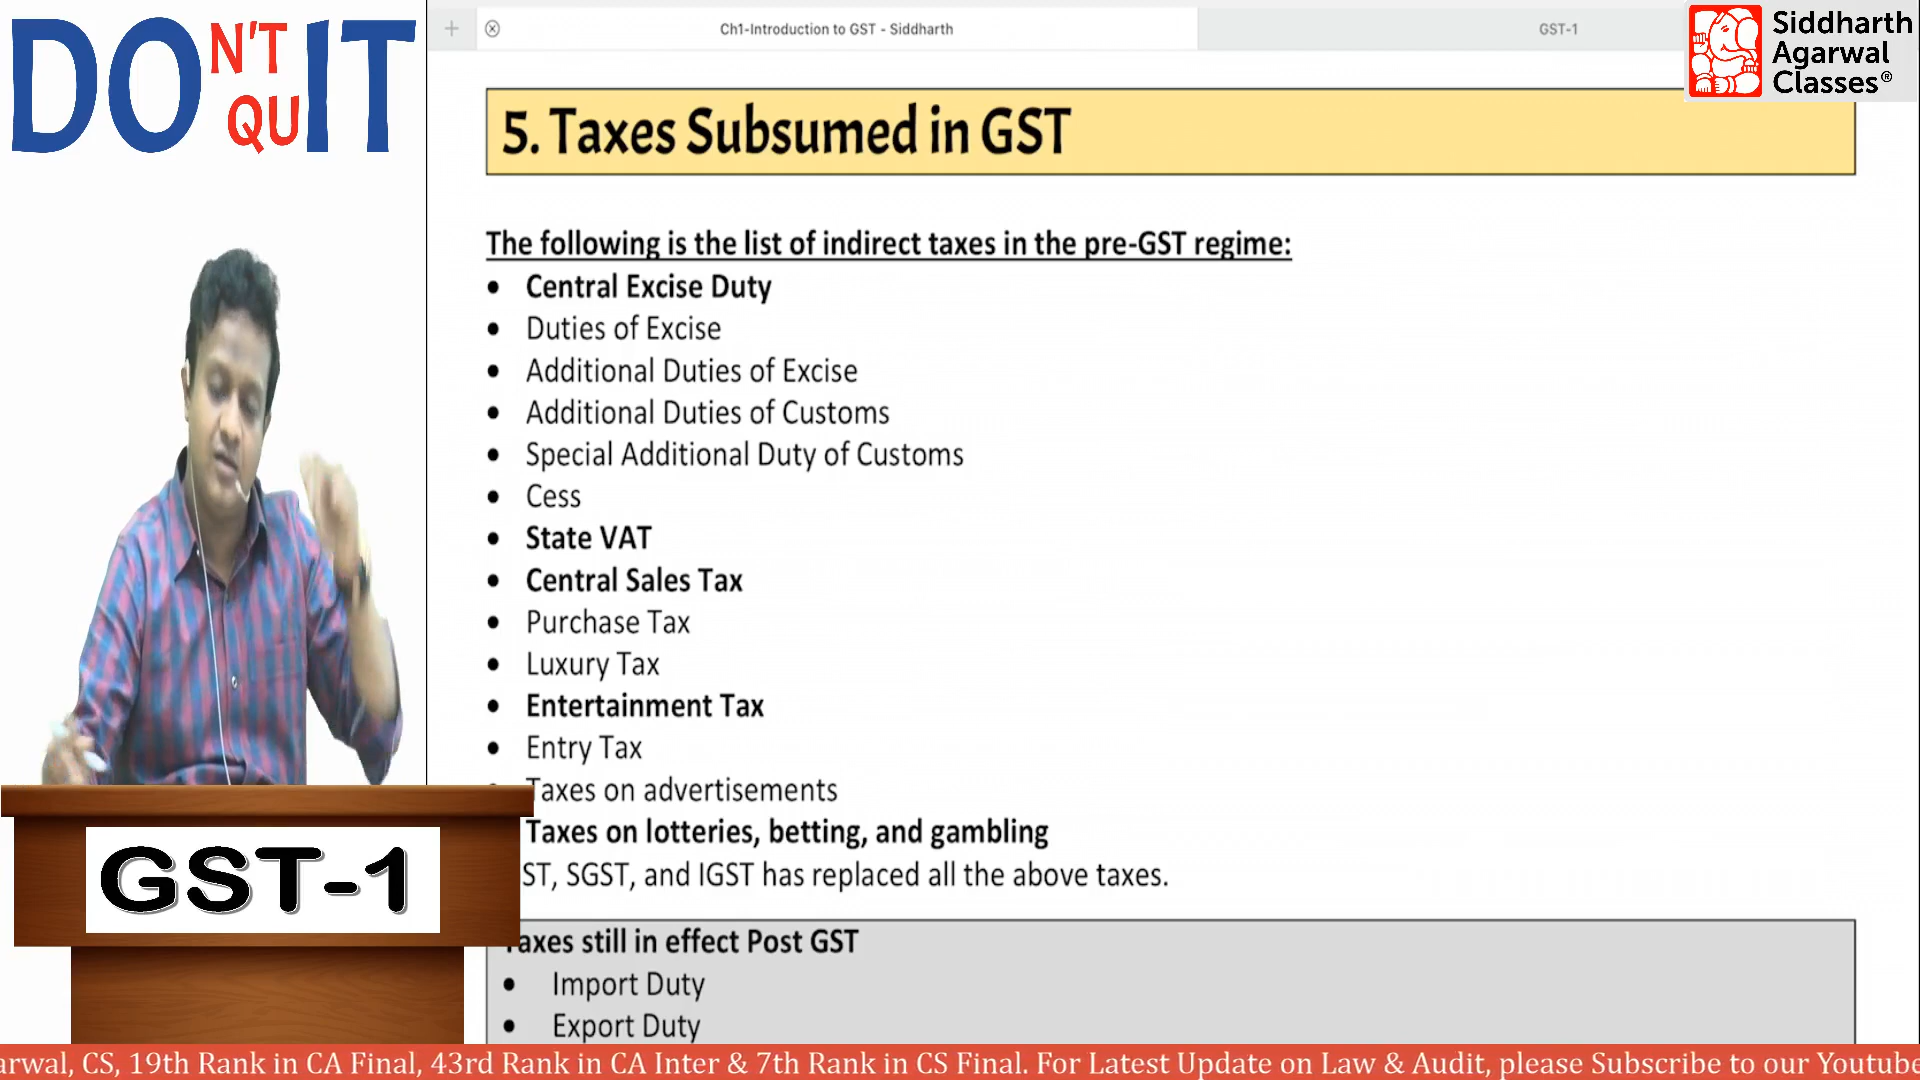 DON'T QUIT
Ch1-Introduction to GST - Siddharth
GST-1
Siddharth
Agarwal
Classes®
5. Taxes Subsumed in GST
The following is the list of indirect taxes in the pre-GST regime:
• Central Excise Duty
• Duties of Excise
• Additional Duties of Excise
• Additional Duties of Customs
• Special Additional Duty of Customs
• Cess
• State VAT
• Central Sales Tax
• Purchase Tax
• Luxury Tax
• Entertainment Tax
• Entry Tax
• Taxes on advertisements
Taxes on lotteries, betting, and gambling
ST, SGST, and IGST has replaced all the above taxes.
GST-1
Taxes still in effect Post GST
• Import Duty
• Export Duty
arwal, CS, 19th Rank in CA Final, 43rd Rank in CA Inter & 7th Rank in CS Final. For Latest Update on Law & Audit, please Subscribe to our Youtube